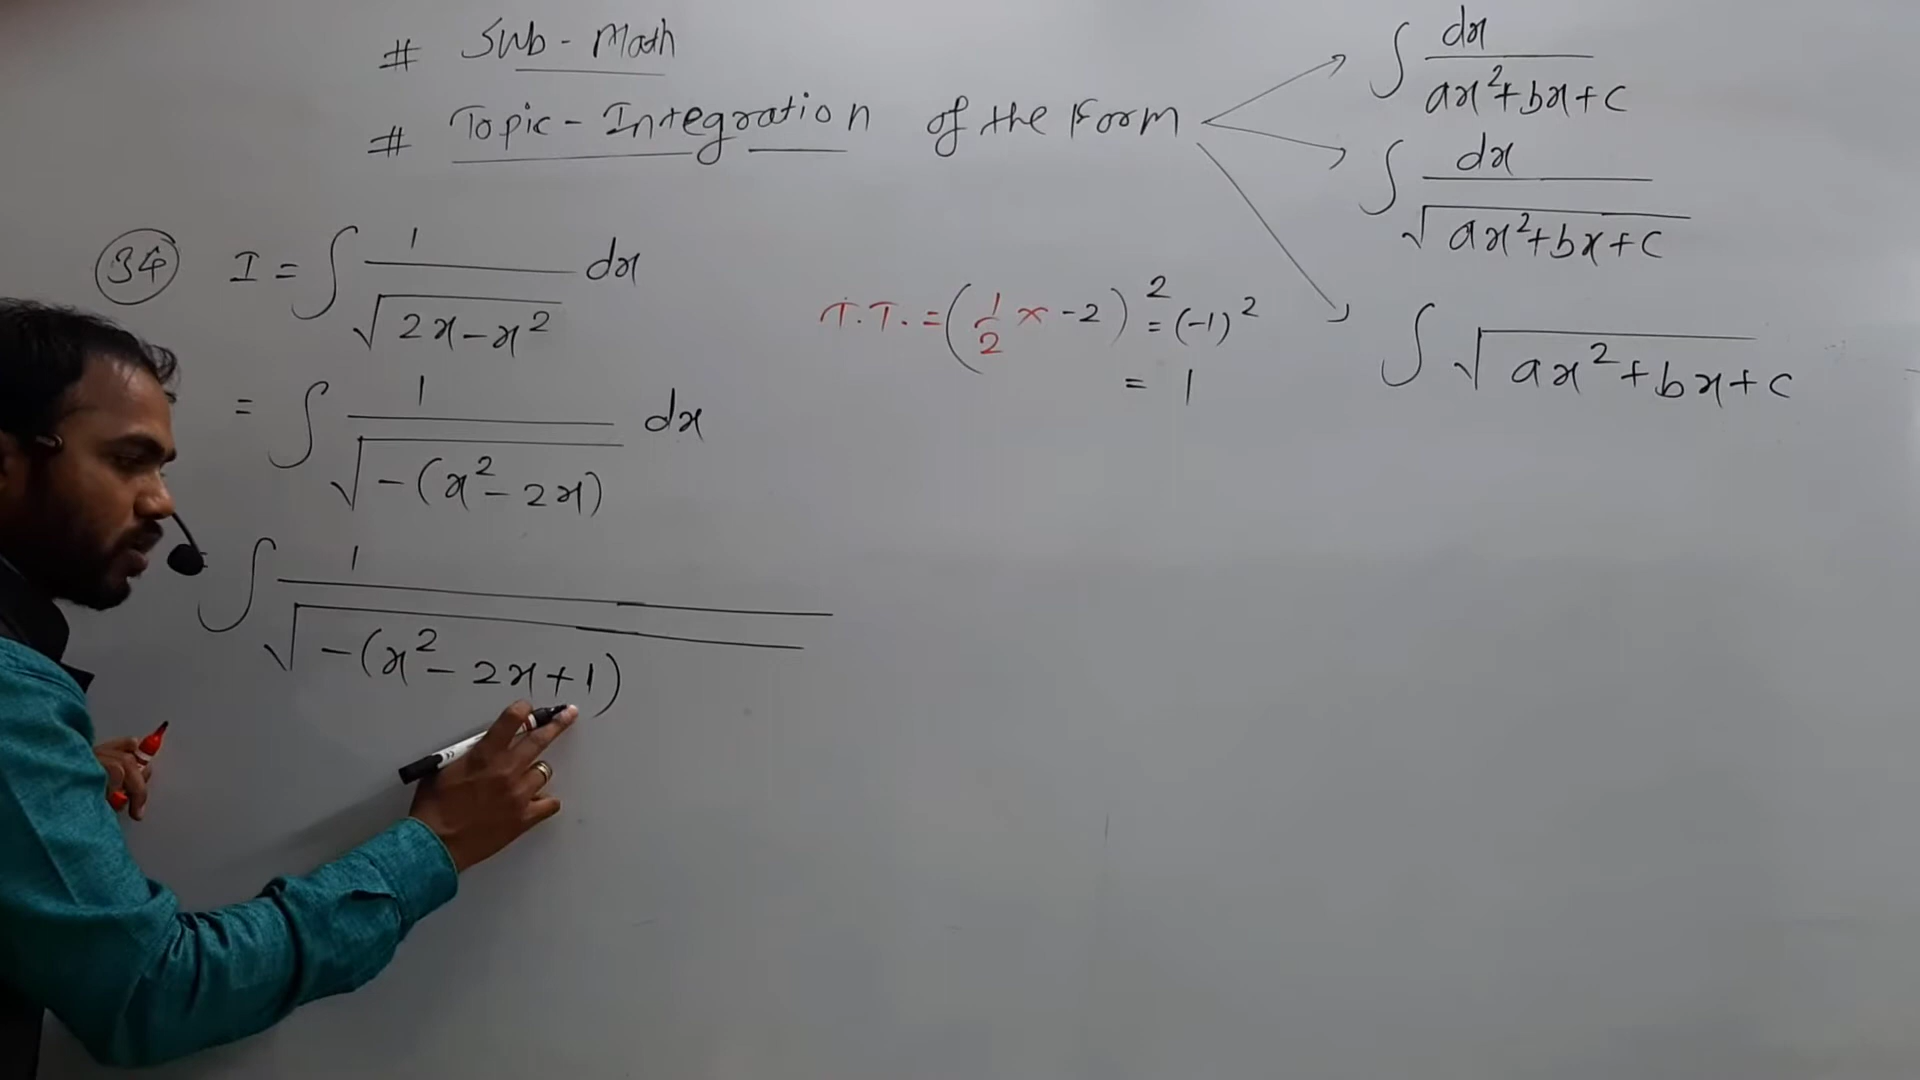 # Sub - Math
# Topic - Integration of the Form
∫ dx / ax²+bx+c
∫ dx / √ax²+bx+c
∫ √ax²+bx+c
34 I = ∫ 1 / √2x-x² dx
T.T. = (1/2 × -2)² = (-1)²
= 1
= ∫ 1 / √-(x²-2x) dx
∫ 1 / √-(x²-2x+1)